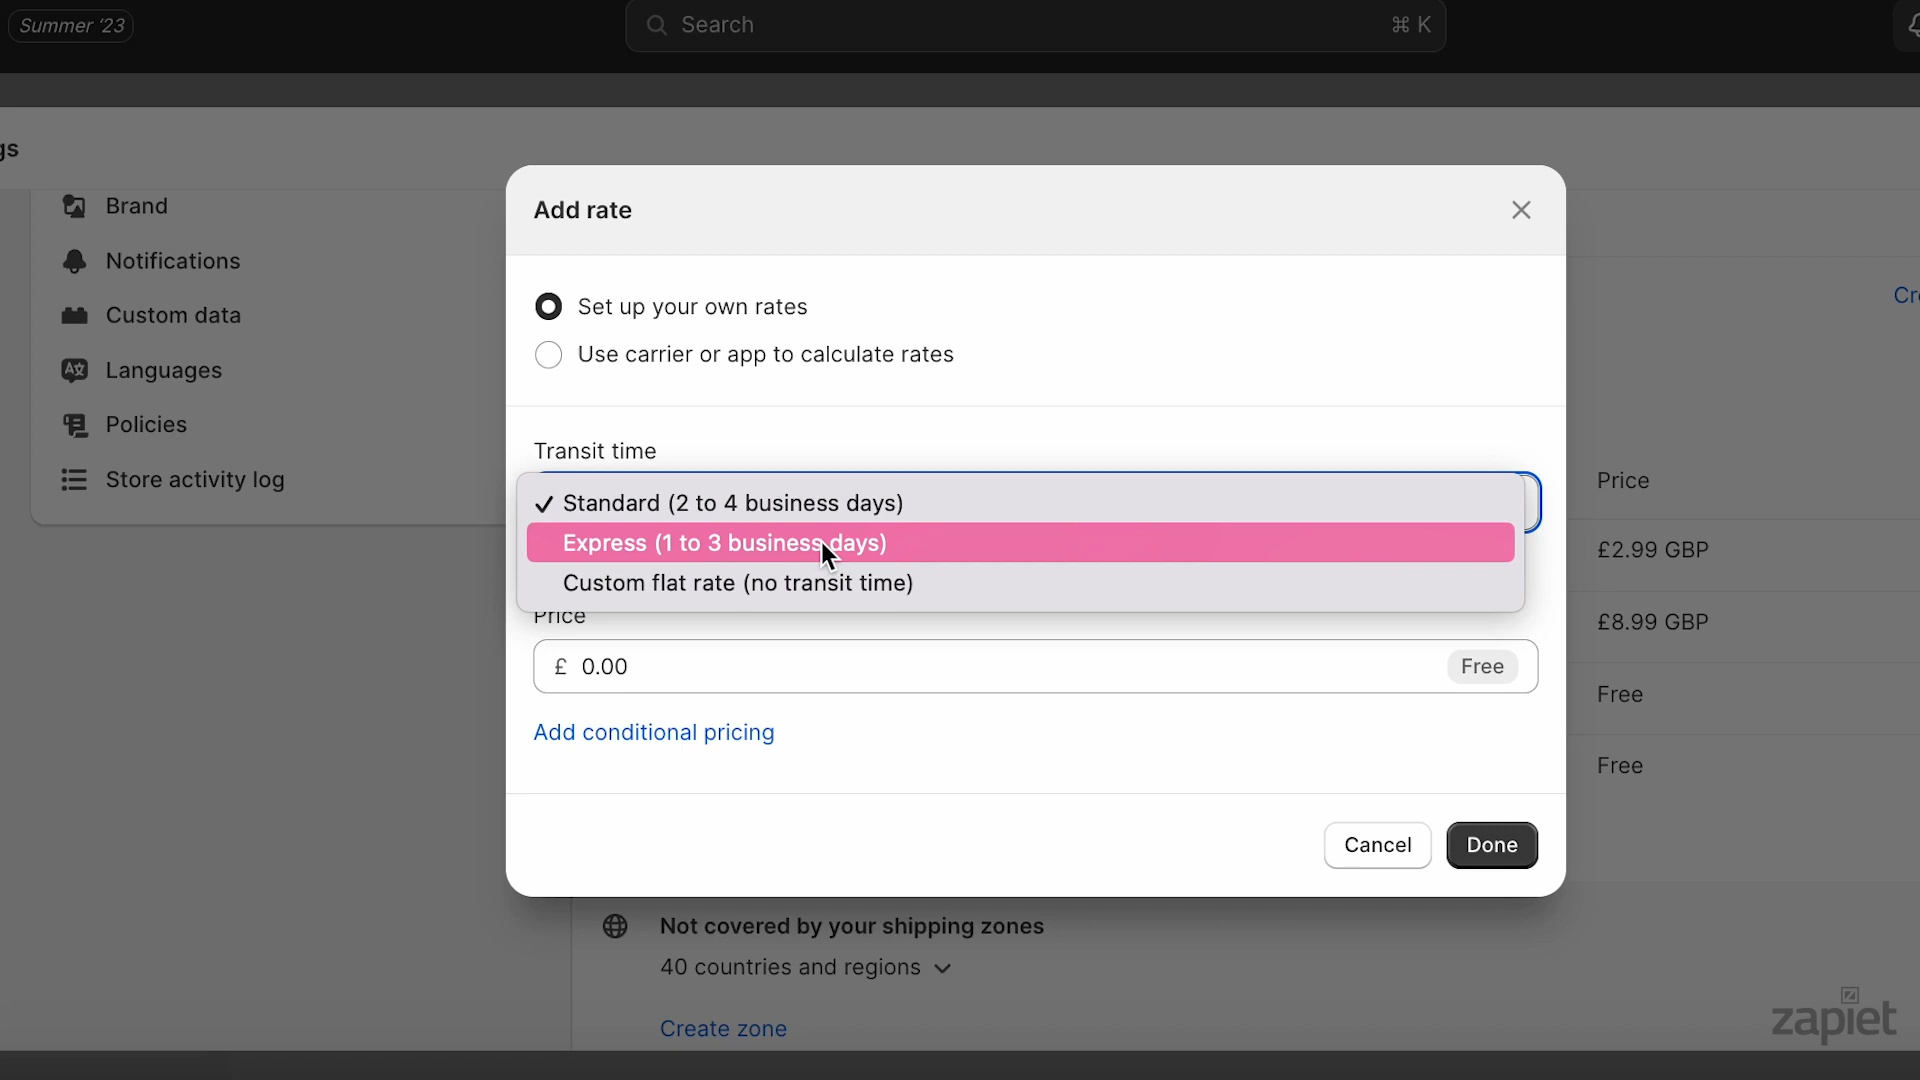 Summer '23
Search
⌘ K
gs
Brand
Notifications
Custom data
Languages
Policies
Store activity log
Add rate
Set up your own rates
Use carrier or app to calculate rates
Transit time
✓ Standard (2 to 4 business days)
Express (1 to 3 business days)
Custom flat rate (no transit time)
Price
£ 0.00
Free
Add conditional pricing
Cancel
Done
Cre
Price
£2.99 GBP
£8.99 GBP
Free
Free
Not covered by your shipping zones
40 countries and regions
Create zone
zapiet